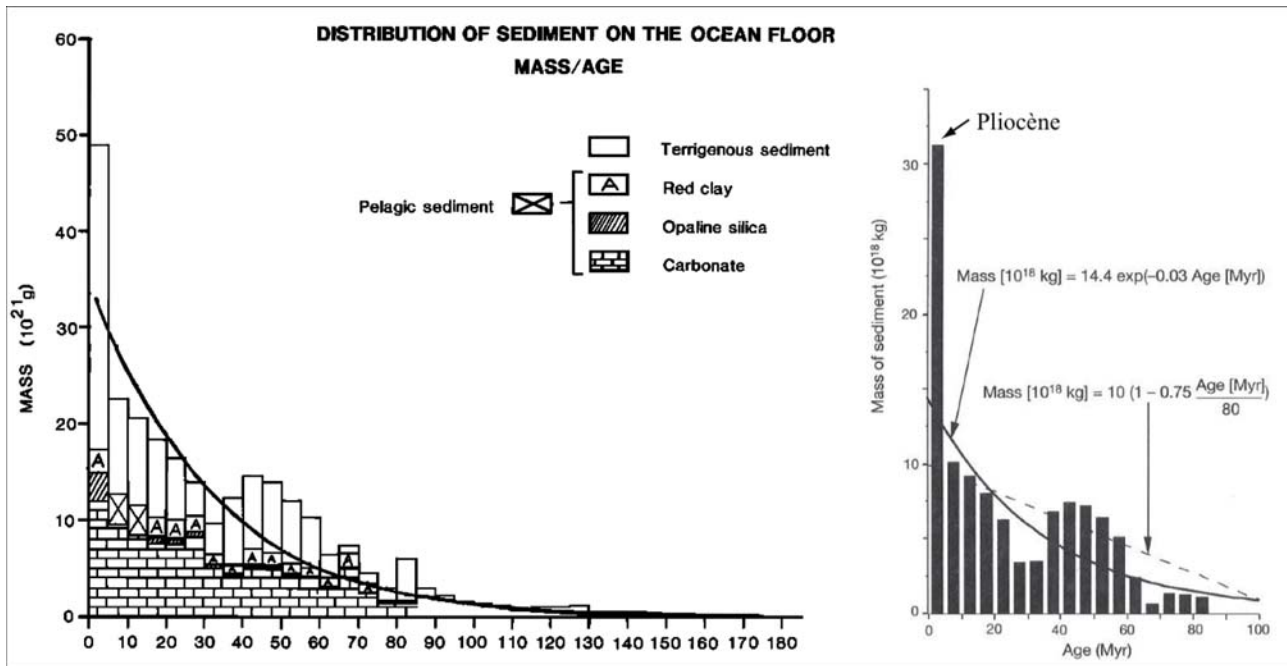 DISTRIBUTION OF SEDIMENT ON THE OCEAN FLOOR
MASS/AGE
60
50
40
30
20
10
0
MASS (10²¹g)
Terrigenous sediment
A Red clay
Pelagic sediment
Opaline silica
Carbonate
A
A
A
A
A
A
A
A
A
A
A
A
A
0 10 20 30 40 50 60 70 80 90 100 110 120 130 140 150 160 170 180
Pliocène
30
20
10
0
Mass of sediment (10¹⁸ kg)
Mass [10¹⁸ kg] = 14.4 exp(−0.03 Age [Myr])
Mass [10¹⁸ kg] = 10 (1 − 0.75 Age [Myr]/80)
0 20 40 60 80 100
Age (Myr)